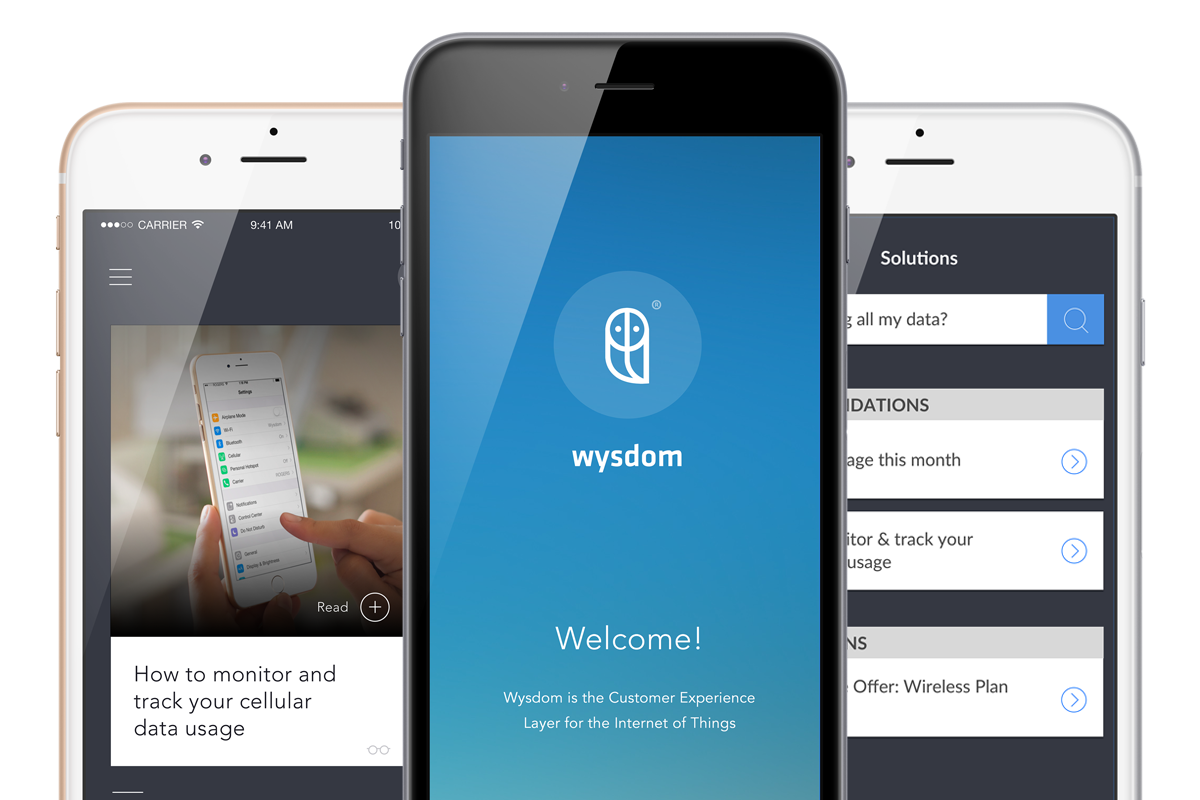 CARRIER 9:41 AM 10
Settings
Airplane Mode
Wi-Fi
Bluetooth
On
Cellular
Personal Hotspot
Off
Carrier
Notifications
Control Center
Do Not Disturb
General
Display & Brightness
Read
How to monitor and
track your cellular
data usage
®
wysdom
Welcome!
Wysdom is the Customer Experience
Layer for the Internet of Things
Solutions
g all my data?
DATIONS
age this month
itor & track your
usage
NS
Offer: Wireless Plan